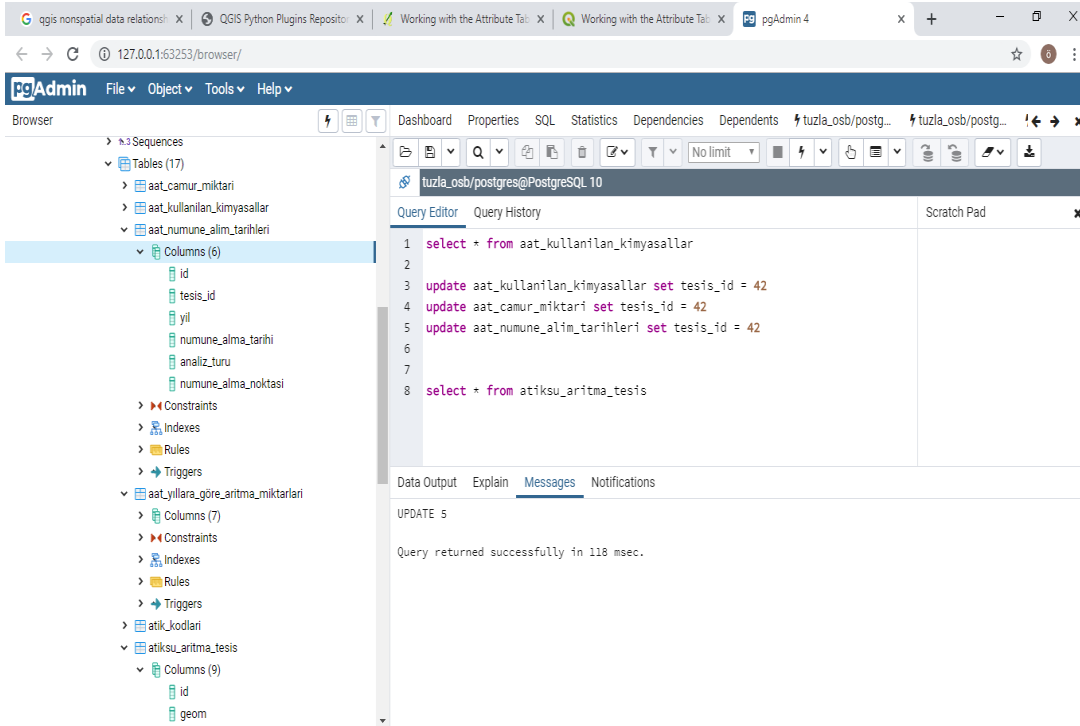 qgis nonspatial data relationsh
QGIS Python Plugins Reposito
Working with the Attribute Tab
Working with the Attribute Tab
pgAdmin 4
127.0.0.1:63253/browser/
ö
pgAdmin
File
Object
Tools
Help
Browser
Dashboard
Properties
SQL
Statistics
Dependencies
Dependents
tuzla_osb/postg...
tuzla_osb/postg...
No limit
tuzla_osb/postgres@PostgreSQL 10
Query Editor
Query History
Scratch Pad
1 select * from aat_kullanilan_kimyasallar
2
3 update aat_kullanilan_kimyasallar set tesis_id = 42
4 update aat_camur_miktari set tesis_id = 42
5 update aat_numune_alim_tarihleri set tesis_id = 42
6
7
8 select * from atiksu_aritma_tesis
Data Output
Explain
Messages
Notifications
UPDATE 5
Query returned successfully in 118 msec.
1..3 Sequences
Tables (17)
aat_camur_miktari
aat_kullanilan_kimyasallar
aat_numune_alim_tarihleri
Columns (6)
id
tesis_id
yil
numune_alma_tarihi
analiz_turu
numune_alma_noktasi
Constraints
Indexes
Rules
Triggers
aat_yıllara_göre_aritma_miktarlari
Columns (7)
Constraints
Indexes
Rules
Triggers
atik_kodlari
atiksu_aritma_tesis
Columns (9)
id
geom